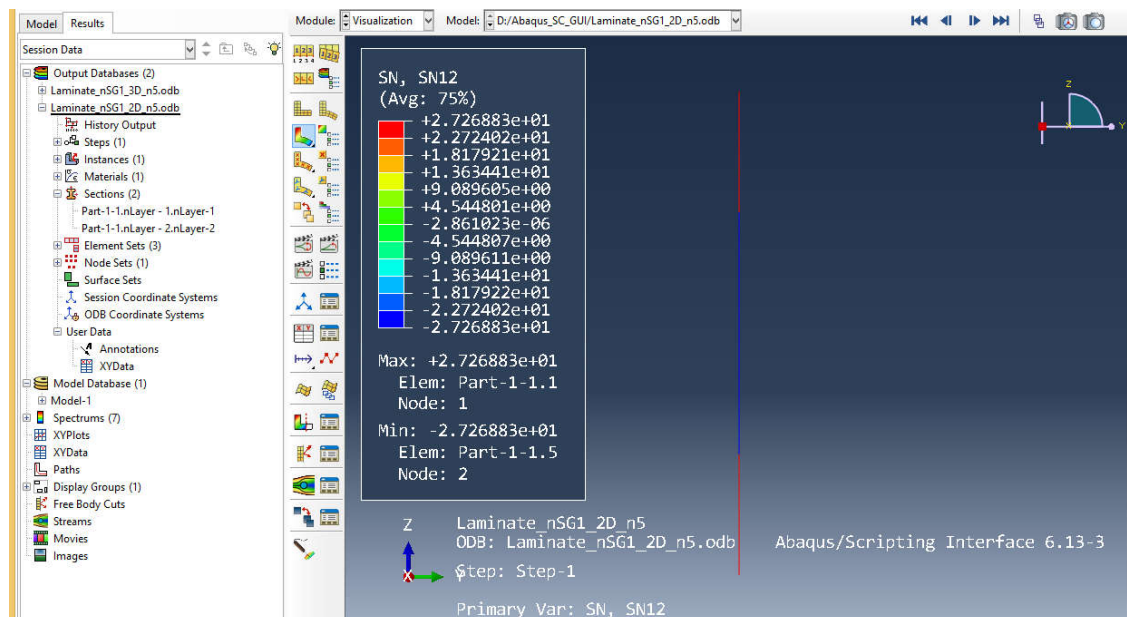 Model Results
Module: Visualization Model: D:/Abaqus_SC_GUI/Laminate_nSG1_2D_n5.odb
Session Data
Output Databases (2)
Laminate_nSG1_3D_n5.odb
Laminate_nSG1_2D_n5.odb
History Output
Steps (1)
Instances (1)
Materials (1)
Sections (2)
Part-1-1.nLayer - 1.nLayer-1
Part-1-1.nLayer - 2.nLayer-2
Element Sets (3)
Node Sets (1)
Surface Sets
Session Coordinate Systems
ODB Coordinate Systems
User Data
Annotations
XYData
Model Database (1)
Model-1
Spectrums (7)
XYPlots
XYData
Paths
Display Groups (1)
Free Body Cuts
Streams
Movies
Images
SN, SN12
(Avg: 75%)
+2.726883e+01
+2.272402e+01
+1.817921e+01
+1.363441e+01
+9.089605e+00
+4.544801e+00
-2.861023e-06
-4.544807e+00
-9.089611e+00
-1.363441e+01
-1.817922e+01
-2.272402e+01
-2.726883e+01
Max: +2.726883e+01
Elem: Part-1-1.1
Node: 1
Min: -2.726883e+01
Elem: Part-1-1.5
Node: 2
Z
X
Y
Z
Y
Laminate_nSG1_2D_n5
ODB: Laminate_nSG1_2D_n5.odb Abaqus/Scripting Interface 6.13-3
Step: Step-1
Primary Var: SN, SN12